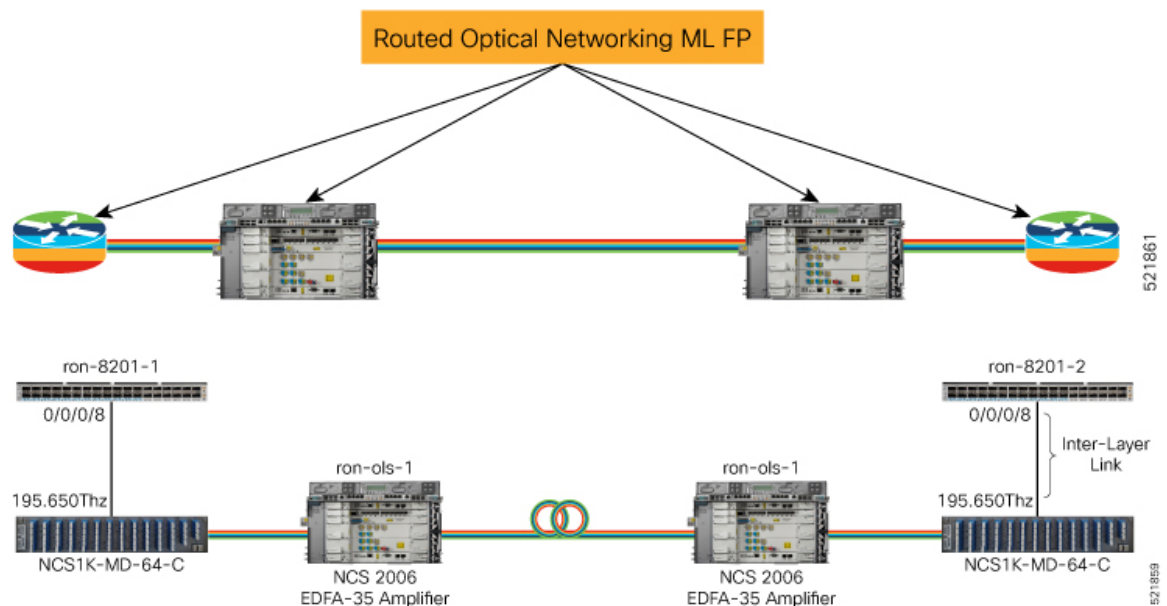 Routed Optical Networking ML FP
521861
ron-8201-1
ron-8201-2
0/0/0/8
0/0/0/8
Inter-Layer
Link
ron-ols-1
ron-ols-1
195.650Thz
195.650Thz
NCS1K-MD-64-C
NCS 2006
EDFA-35 Amplifier
NCS 2006
EDFA-35 Amplifier
NCS1K-MD-64-C
521859